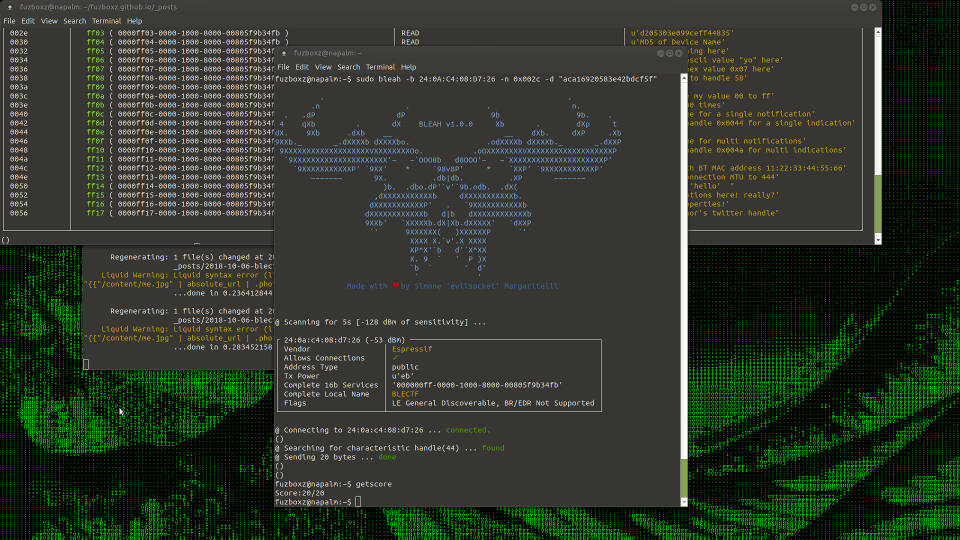 fuzboxz@napalm: ~/fuzboxz.github.io/_posts
File Edit View Search Terminal Help
002e ff03 ( 0000ff03-0000-1000-8000-00805f9b34fb ) READ u'd205303e099ceff44835'
0030 ff04 ( 0000ff04-0000-1000-8000-00805f9b34fb ) READ u'MD5 of Device Name'
0032 ff05 ( 0000ff05-0000-1000-8000-00805f9b34f
0034 ff06 ( 0000ff06-0000-1000-8000-00805f9b34f scii value "yo" here'
0036 ff07 ( 0000ff07-0000-1000-8000-00805f9b34f ex value 0x07 here'
0038 ff08 ( 0000ff08-0000-1000-8000-00805f9b34f to handle 58'
003a ff09 ( 0000ff09-0000-1000-8000-00805f9b34f
003c ff0a ( 0000ff0a-0000-1000-8000-00805f9b34f my value 00 to ff'
003e ff0b ( 0000ff0b-0000-1000-8000-00805f9b34f times'
0040 ff0c ( 0000ff0c-0000-1000-8000-00805f9b34f for a single notification'
0042 ff0d ( 0000ff0d-0000-1000-8000-00805f9b34f handle 0x0044 for a single indication'
0044 ff0e ( 0000ff0e-0000-1000-8000-00805f9b34f
0046 ff0f ( 0000ff0f-0000-1000-8000-00805f9b34f me for multi notifications'
0048 ff10 ( 0000ff10-0000-1000-8000-00805f9b34f andle 0x004a for multi indications'
004a ff11 ( 0000ff11-0000-1000-8000-00805f9b34f
004c ff12 ( 0000ff12-0000-1000-8000-00805f9b34f BT MAC address 11:22:33:44:55:66'
004e ff13 ( 0000ff13-0000-1000-8000-00805f9b34f onnection MTU to 444'
0050 ff14 ( 0000ff14-0000-1000-8000-00805f9b34f 'hello' "
0052 ff15 ( 0000ff15-0000-1000-8000-00805f9b34f tions here! really?'
0054 ff16 ( 0000ff16-0000-1000-8000-00805f9b34f operties!'
0056 ff17 ( 0000ff17-0000-1000-8000-00805f9b34f or's twitter handle"
()
Regenerating: 1 file(s) changed at 20
_posts/2018-10-06-blect
Liquid Warning: Liquid syntax error (l
"{{"/content/me.jpg" | absolute_url | .pho
...done in 0.236412844
Regenerating: 1 file(s) changed at 20
_posts/2018-10-06-blect
Liquid Warning: Liquid syntax error (l
"{{"/content/me.jpg" | absolute_url | .pho
...done in 0.283452158
fuzboxz@napalm: ~
File Edit View Search Terminal Help
fuzboxz@napalm:~$ sudo bleah -b 24:0A:C4:08:D7:26 -n 0x002c -d "aca16920583e42bdcf5f"
BLEAH v1.0.0
Made with ❤ by Simone 'evilsocket' Margaritelli
@ Scanning for 5s [-128 dBm of sensitivity] ...
24:0a:c4:08:d7:26 (-53 dBm)
Vendor Espressif
Allows Connections ✓
Address Type public
Tx Power u'eb'
Complete 16b Services '000000ff-0000-1000-8000-00805f9b34fb'
Complete Local Name BLECTF
Flags LE General Discoverable, BR/EDR Not Supported
@ Connecting to 24:0a:c4:08:d7:26 ... connected.
()
@ Searching for characteristic handle(44) ... found
@ Sending 20 bytes ... done
()
()
fuzboxz@napalm:~$ getscore
Score:20/20
fuzboxz@napalm:~$